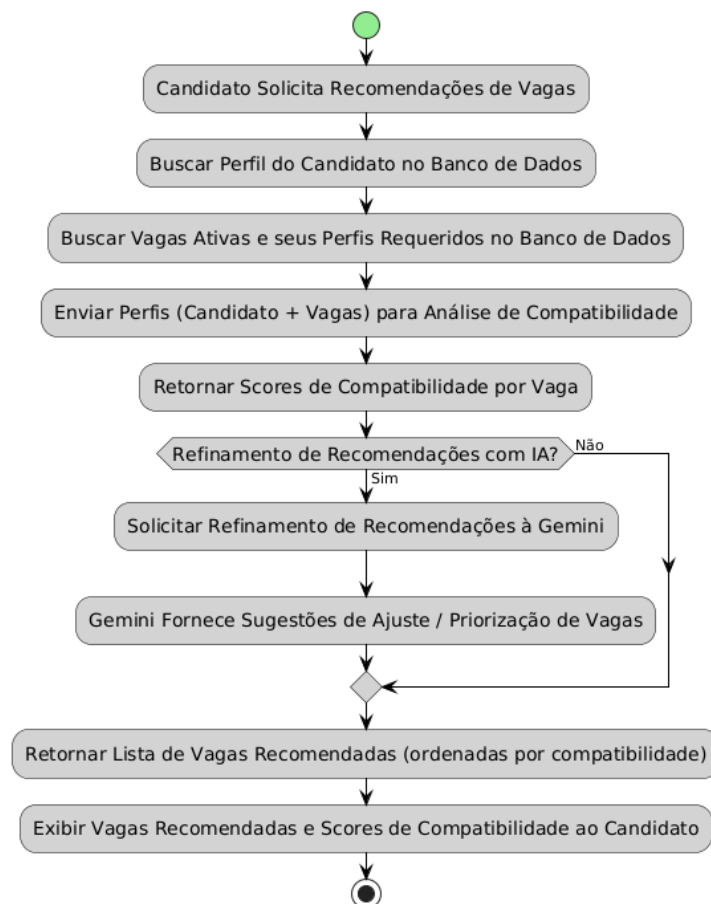 Candidato Solicita Recomendações de Vagas
Buscar Perfil do Candidato no Banco de Dados
Buscar Vagas Ativas e seus Perfis Requeridos no Banco de Dados
Enviar Perfis (Candidato + Vagas) para Análise de Compatibilidade
Retornar Scores de Compatibilidade por Vaga
Refinamento de Recomendações com IA?
Não
Sim
Solicitar Refinamento de Recomendações à Gemini
Gemini Fornece Sugestões de Ajuste / Priorização de Vagas
Retornar Lista de Vagas Recomendadas (ordenadas por compatibilidade)
Exibir Vagas Recomendadas e Scores de Compatibilidade ao Candidato